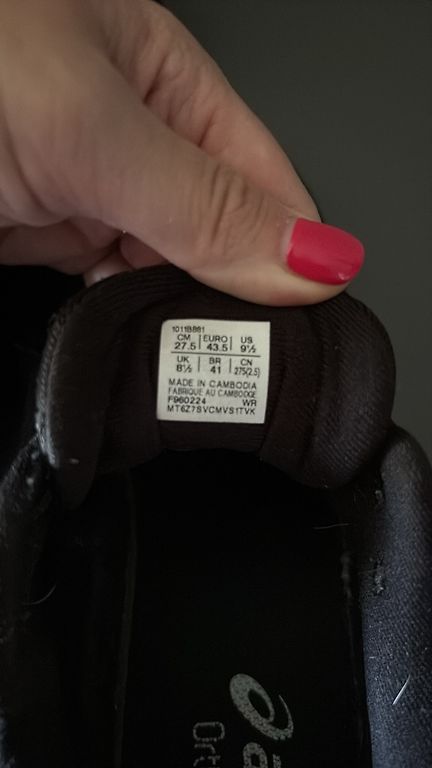 1011B881
CM 27.5 EURO 43.5 US 9½
UK 8½ BR 41 CN 275(2.5)
MADE IN CAMBODIA
FABRIQUE AU CAMBODGE
F960224 WR
MT6Z7SVCMVS1TVK
a
Ort